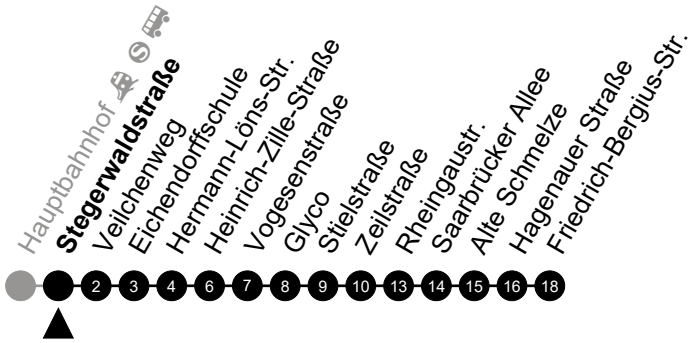 Hauptbahnhof S
Stegerwaldstraße
Veilchenweg
Eichendorffschule
Hermann-Löns-Str.
Heinrich-Zille-Straße
Vogesenstraße
Glyco
Stielstraße
Zeilstraße
Rheingaustr.
Saarbrücker Allee
Alte Schmelze
Hagenauer Straße
Friedrich-Bergius-Str.
2 3 4 6 7 8 9 10 13 14 15 16 18